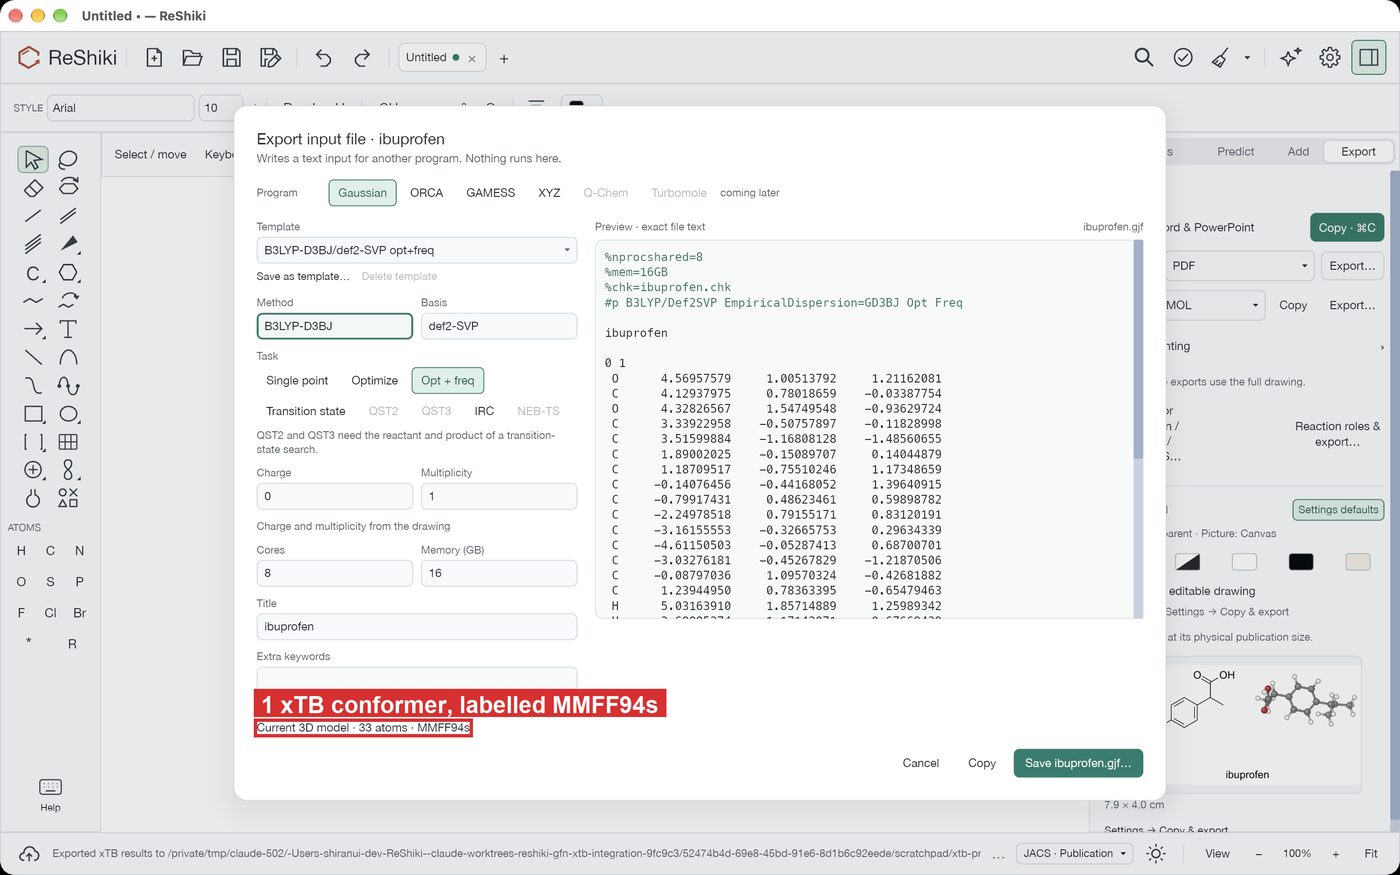 Untitled • — ReShiki
ReShiki
Untitled
STYLE
Arial
10
Select / move
Predict
Add
Export
Export input file · ibuprofen
Writes a text input for another program. Nothing runs here.
Program
Gaussian
ORCA
GAMESS
XYZ
Q-Chem
Turbomole
coming later
Template
B3LYP-D3BJ/def2-SVP opt+freq
Save as template...
Delete template
Method
Basis
B3LYP-D3BJ
def2-SVP
Task
Single point
Optimize
Opt + freq
Transition state
QST2
QST3
IRC
NEB-TS
QST2 and QST3 need the reactant and product of a transition-
state search.
Charge
Multiplicity
0
1
Charge and multiplicity from the drawing
Cores
Memory (GB)
8
16
Title
ibuprofen
Extra keywords
1 xTB conformer, labelled MMFF94s
Current 3D model · 33 atoms · MMFF94s
Preview · exact file text
ibuprofen.gjf
%nprocshared=8
%mem=16GB
%chk=ibuprofen.chk
#p B3LYP/Def2SVP EmpiricalDispersion=GD3BJ Opt Freq
ibuprofen
0 1
O 4.56957579 1.00513792 1.21162081
C 4.12937975 0.78018659 −0.03387754
O 4.32826567 1.54749548 −0.93629724
C 3.33922958 −0.50757897 −0.11828998
C 3.51599884 −1.16808128 −1.48560655
C 1.89002025 −0.15089707 0.14044879
C 1.18709517 −0.75510246 1.17348659
C −0.14076456 −0.44168052 1.39640915
C −0.79917431 0.48623461 0.59898782
C −2.24978518 0.79155171 0.83120191
C −3.16155553 −0.32665753 0.29634339
C −4.61150503 −0.05287413 0.68700701
C −3.03276181 −0.45267829 −1.21870506
C −0.08797036 1.09570324 −0.42681882
C 1.23944950 0.78363395 −0.65479463
H 5.03163910 1.85714889 1.25989342
Cancel
Copy
Save ibuprofen.gjf...
ord & PowerPoint
Copy · ⌘C
PDF
Export...
MOL
Copy
Export...
exports use the full drawing.
Reaction roles &
export...
Settings defaults
Picture: Canvas
editable drawing
Settings → Copy & export
at its physical publication size.
O
OH
ibuprofen
7.9 × 4.0 cm
Settings → Copy & export
C
T
ATOMS
H C N
O S P
F Cl Br
* R
Help
Exported xTB results to /private/tmp/claude-502/-Users-shiranui-dev-ReShiki--claude-worktrees-reshiki-gfn-xtb-integration-9fc9c3/52474b4d-69e8-45bd-91e6-8d1b6c92eede/scratchpad/xtb-pr ...
JACS · Publication
View
− 100% +
Fit